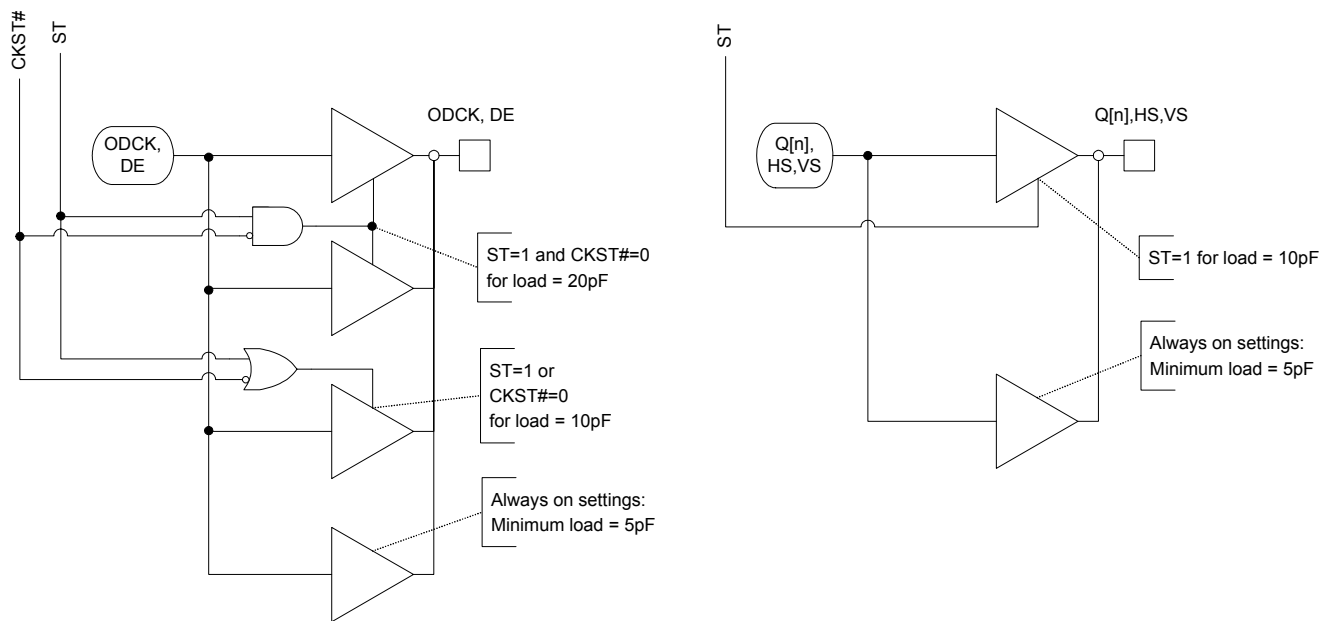 CKST#
ST
ODCK, DE
ODCK,
DE
ST=1 and CKST#=0
for load = 20pF
ST=1 or
CKST#=0
for load = 10pF
Always on settings:
Minimum load = 5pF
ST
Q[n],HS,VS
Q[n],
HS,VS
ST=1 for load = 10pF
Always on settings:
Minimum load = 5pF